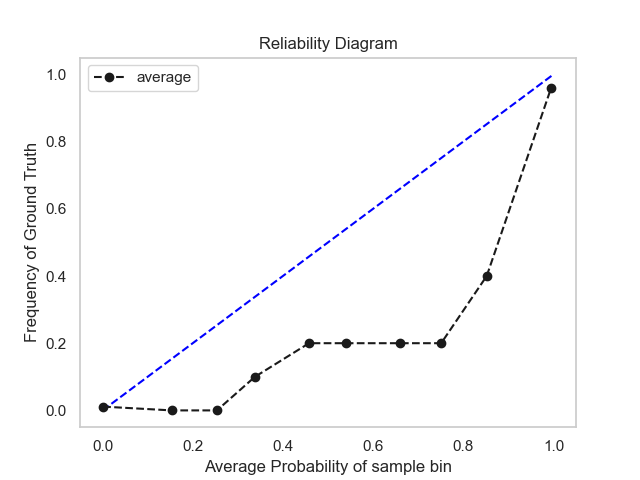 Reliability Diagram
average
1.0
0.8
0.6
0.4
0.2
0.0
Frequency of Ground Truth
0.0 0.2 0.4 0.6 0.8 1.0
Average Probability of sample bin